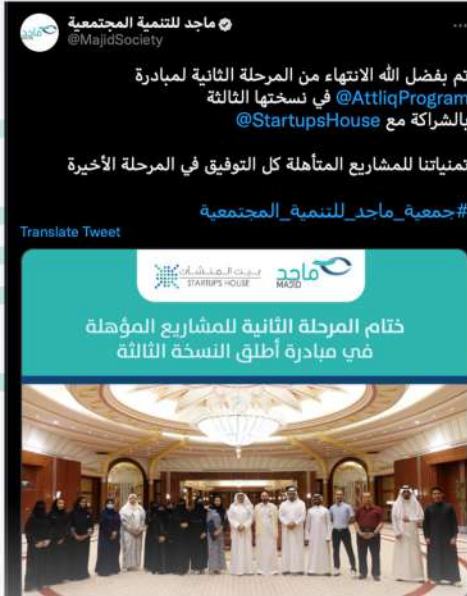 ماجد للتنمية المجتمعية
@MajidSociety
تم بفضل الله الانتهاء من المرحلة الثانية لمبادرة
@AttliqProgram في نسختها الثالثة
بالشراكة مع @StartupsHouse
تمنياتنا للمشاريع المتأهلة كل التوفيق في المرحلة الأخيرة
#جمعية_ماجد_للتنمية_المجتمعية
Translate Tweet
ماجد
MAJID
بيت المنشآت
STARTUPS HOUSE
ختام المرحلة الثانية للمشاريع المؤهلة
في مبادرة أطلق النسخة الثالثة